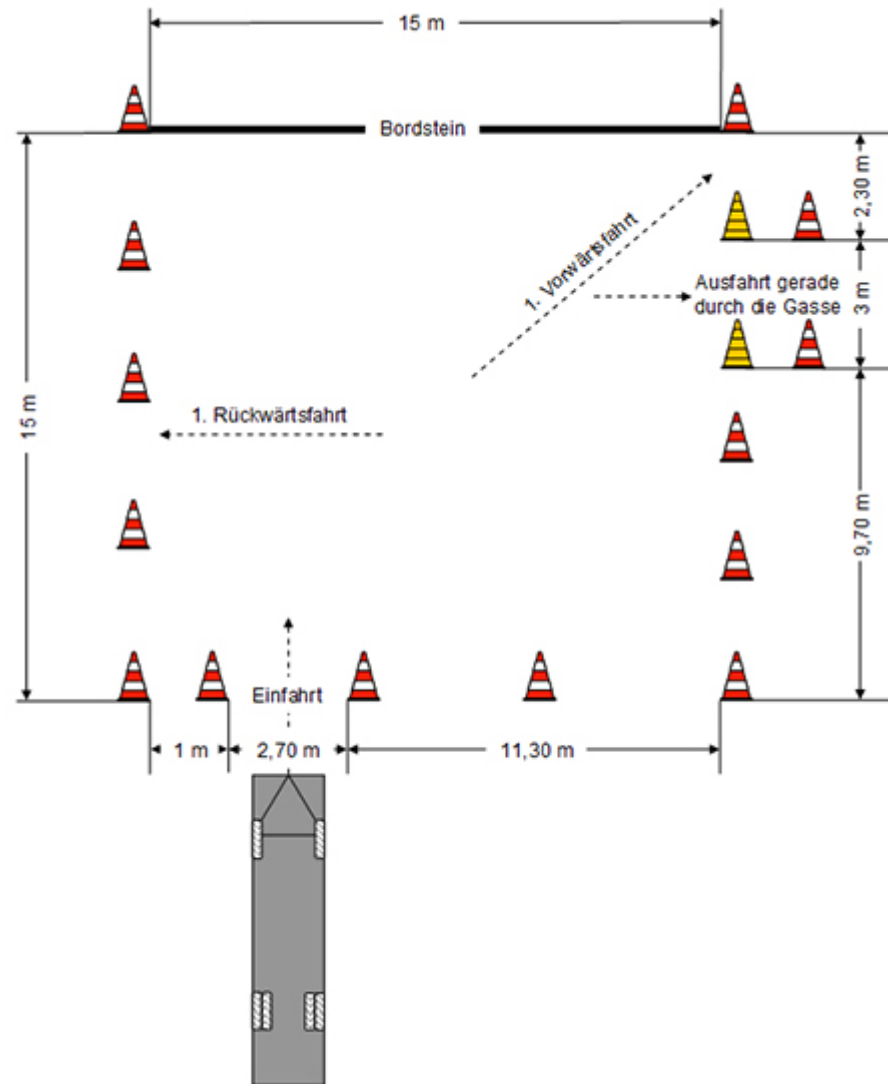 15 m
Bordstein
2,30 m
1. Vorwärtsfahrt
Ausfahrt gerade
durch die Gasse
3 m
15 m
1. Rückwärtsfahrt
9,70 m
Einfahrt
1 m
2,70 m
11,30 m